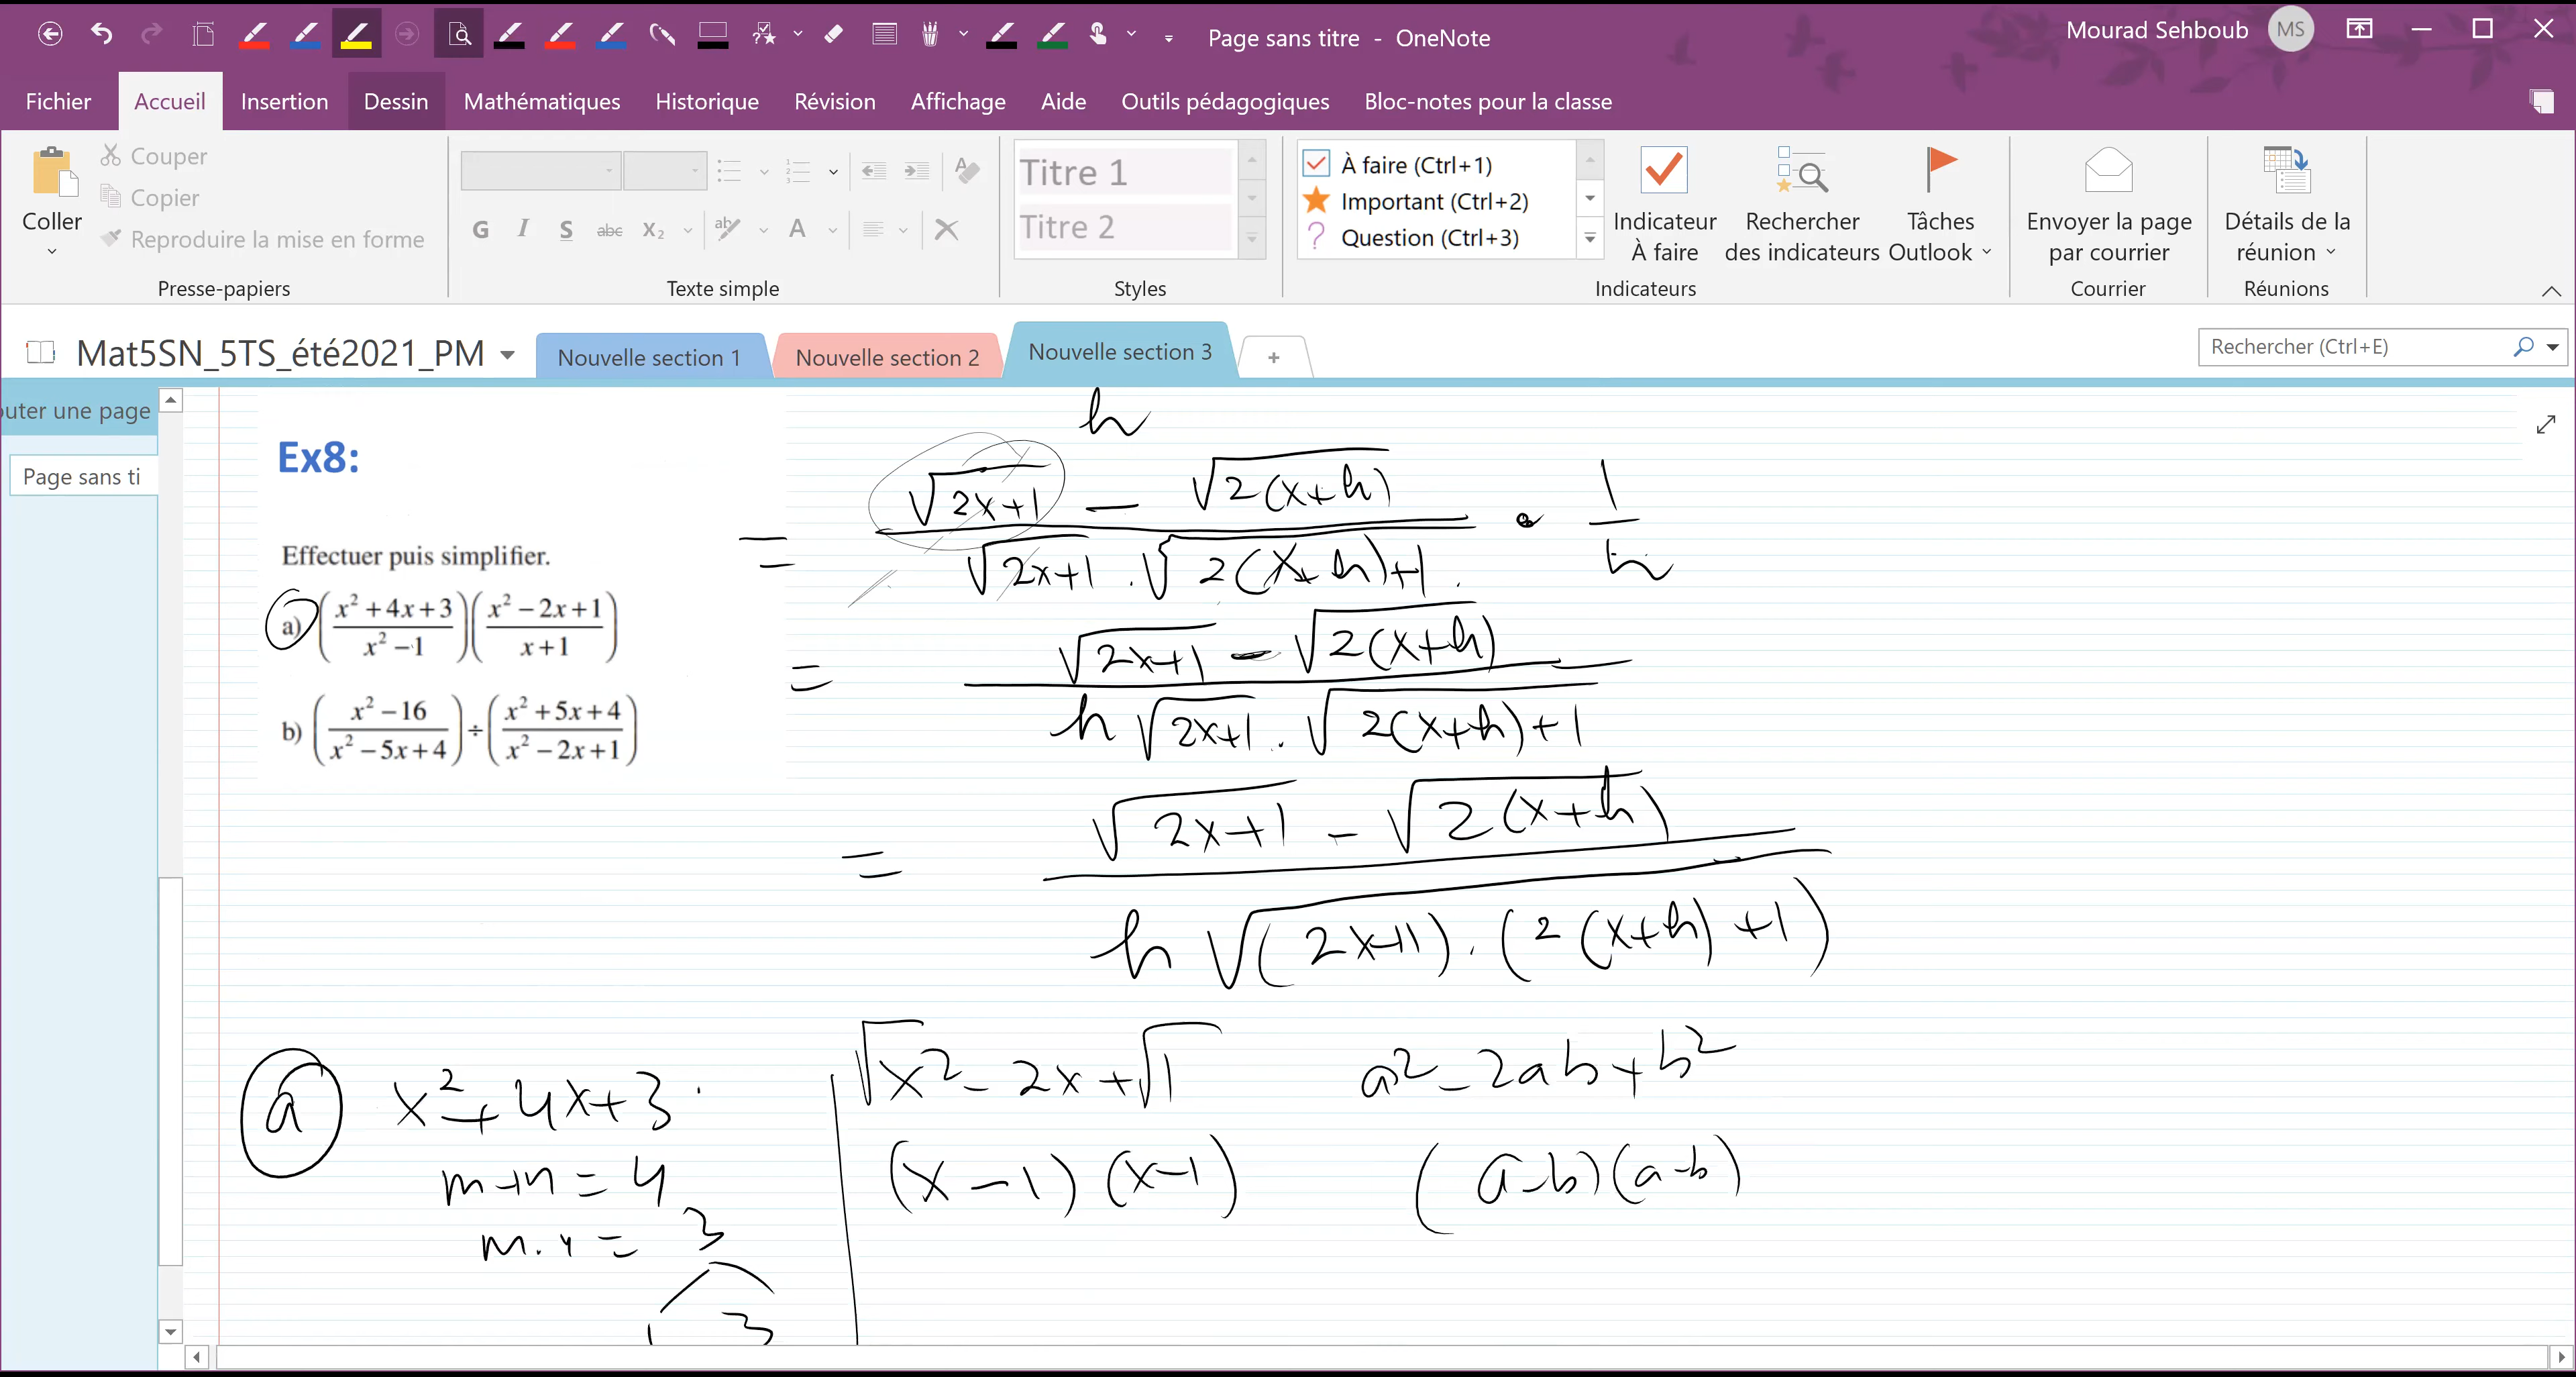 Page sans titre - OneNote
Mourad Sehboub MS
Fichier Accueil Insertion Dessin Mathématiques Historique Révision Affichage Aide Outils pédagogiques Bloc-notes pour la classe
Coller
Couper
Copier
Reproduire la mise en forme
Presse-papiers
G I S abc X₂ ab A
Texte simple
Titre 1
Titre 2
Styles
À faire (Ctrl+1)
Important (Ctrl+2)
Question (Ctrl+3)
Indicateur
À faire
Rechercher
des indicateurs
Tâches
Outlook
Indicateurs
Envoyer la page
par courrier
Courrier
Détails de la
réunion
Réunions
Mat5SN_5TS_été2021_PM
Nouvelle section 1
Nouvelle section 2
Nouvelle section 3
+
Rechercher (Ctrl+E)
outer une page
Page sans ti
Ex8:
Effectuer puis simplifier.
a) ((x² + 4x + 3)/(x² − 1))((x² − 2x + 1)/(x + 1))
b) ((x² − 16)/(x² − 5x + 4)) ÷ ((x² + 5x + 4)/(x² − 2x + 1))
h
= (√(2x+1) − √(2(x+h)))/(√(2x+1) . √(2(x+h)+1)) • 1/h
= (√(2x+1) − √(2(x+h)))/(h √(2x+1) . √(2(x+h)+1))
= (√(2x+1) − √(2(x+h)))/(h √((2x+1) . (2(x+h)+1)))
a x² + 4x + 3
m + n = 4
m . n = 3
1 3
√x² − 2x + √1
(x − 1)(x − 1)
a² − 2ab + b²
(a − b)(a − b)